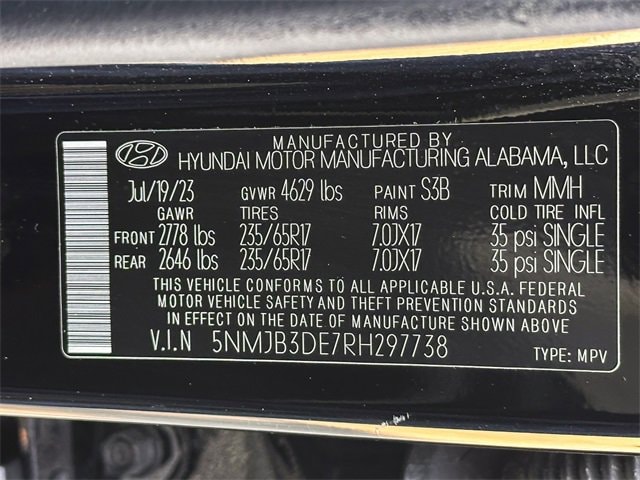 MANUFACTURED BY
HYUNDAI MOTOR MANUFACTURING ALABAMA, LLC
Jul/19/23 GVWR 4629 lbs PAINT S3B TRIM MMH
GAWR TIRES RIMS COLD TIRE INFL
FRONT 2778 lbs 235/65R17 7.0JX17 35 psi SINGLE
REAR 2646 lbs 235/65R17 7.0JX17 35 psi SINGLE
THIS VEHICLE CONFORMS TO ALL APPLICABLE U.S.A. FEDERAL
MOTOR VEHICLE SAFETY AND THEFT PREVENTION STANDARDS
IN EFFECT ON THE DATE OF MANUFACTURE SHOWN ABOVE
V.I.N 5NMJB3DE7RH297738 TYPE: MPV